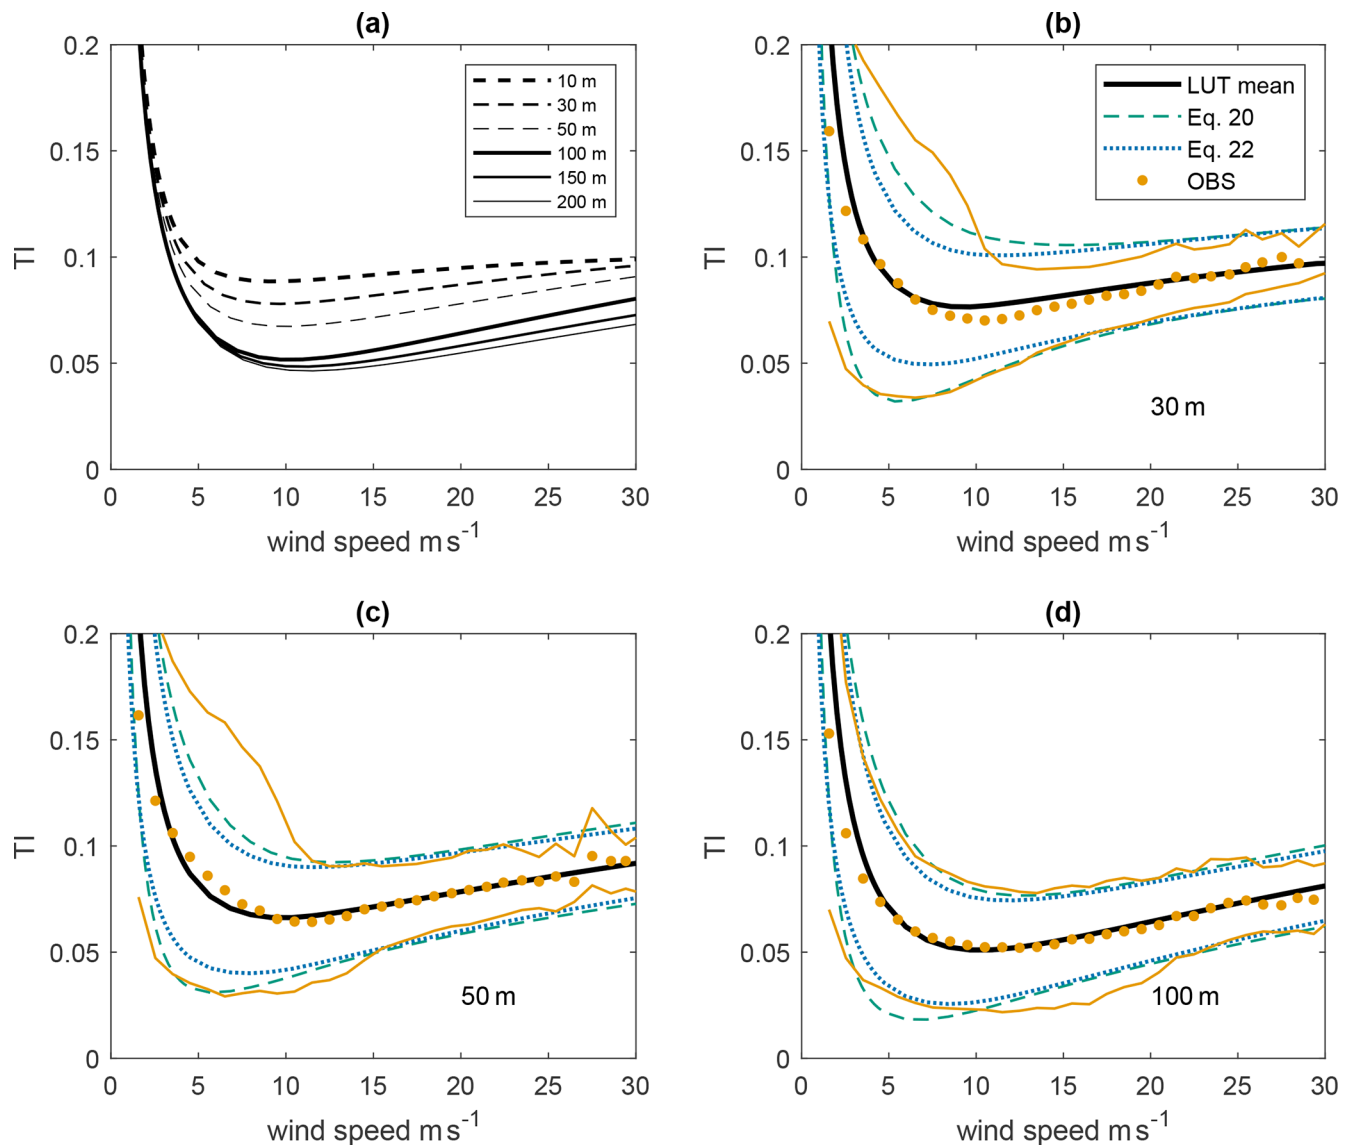 (a)
0.2
0.15
0.1
0.05
0
TI
0 5 10 15 20 25 30
wind speed m s-1
10 m
30 m
50 m
100 m
150 m
200 m
(b)
0.2
0.15
0.1
0.05
0
TI
0 5 10 15 20 25 30
wind speed m s-1
LUT mean
Eq. 20
Eq. 22
OBS
30 m
(c)
0.2
0.15
0.1
0.05
0
TI
0 5 10 15 20 25 30
wind speed m s-1
50 m
(d)
0.2
0.15
0.1
0.05
0
TI
0 5 10 15 20 25 30
wind speed m s-1
100 m